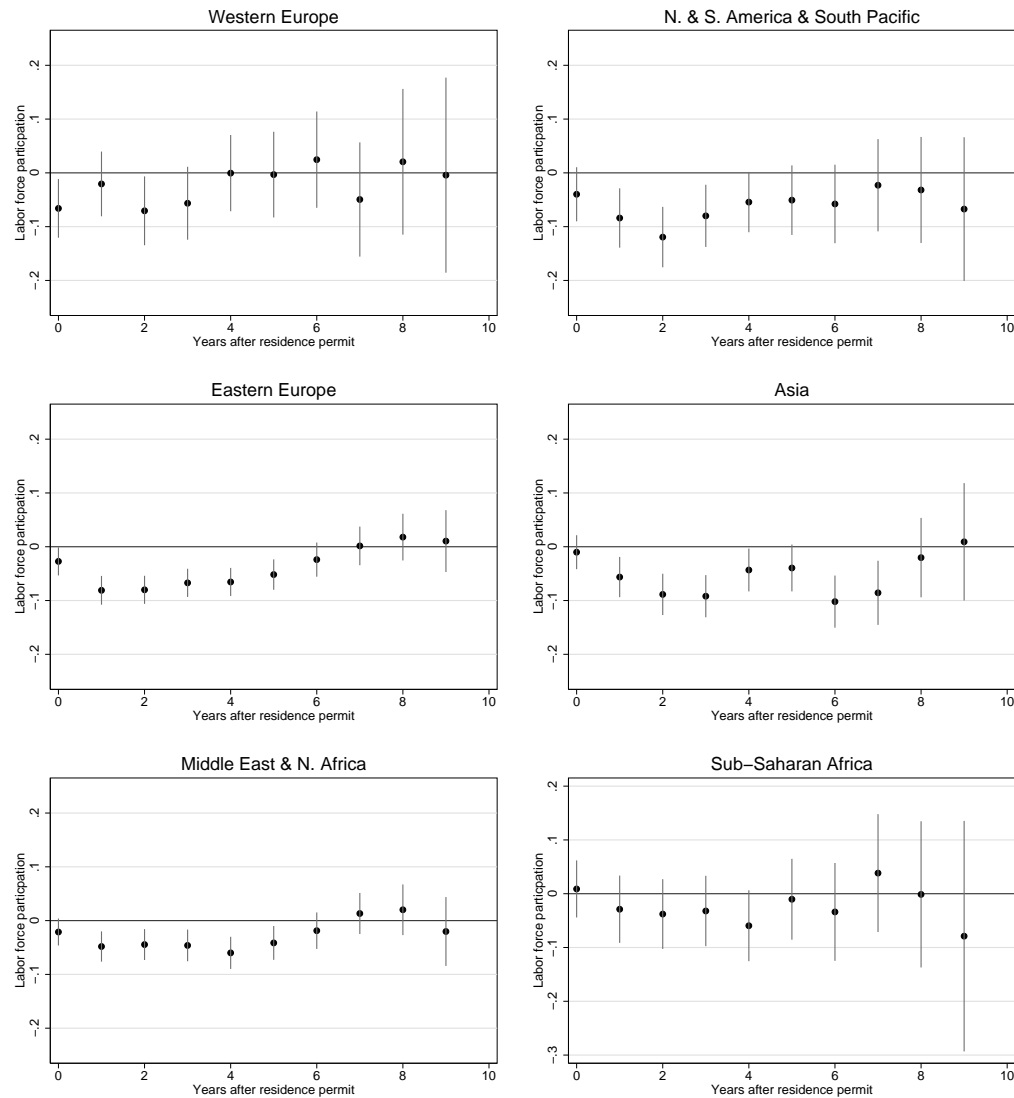 Western Europe
Labor force particpation
.2
.1
0
−.1
−.2
0 2 4 6 8 10
Years after residence permit
N. & S. America & South Pacific
Labor force particpation
.2
.1
0
−.1
−.2
0 2 4 6 8 10
Years after residence permit
Eastern Europe
Labor force particpation
.2
.1
0
−.1
−.2
0 2 4 6 8 10
Years after residence permit
Asia
Labor force particpation
.2
.1
0
−.1
−.2
0 2 4 6 8 10
Years after residence permit
Middle East & N. Africa
Labor force particpation
.2
.1
0
−.1
−.2
0 2 4 6 8 10
Years after residence permit
Sub−Saharan Africa
Labor force particpation
.2
.1
0
−.1
−.2
−.3
0 2 4 6 8 10
Years after residence permit